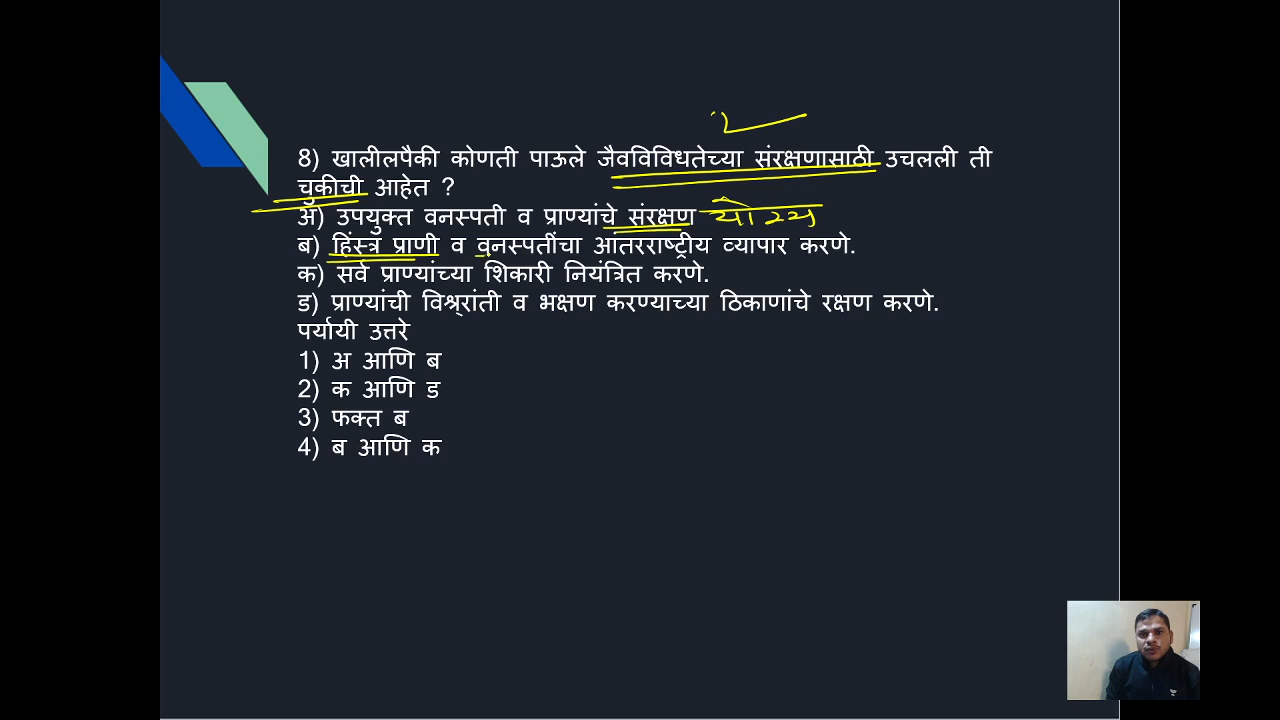 8) खालीलपैकी कोणती पाऊले जैवविविधतेच्या संरक्षणासाठी उचलली ती
चुकीची आहेत ?
अ) उपयुक्त वनस्पती व प्राण्यांचे संरक्षण योग्य
ब) हिंस्त्र प्राणी व वनस्पतींचा आंतरराष्ट्रीय व्यापार करणे.
क) सर्व प्राण्यांच्या शिकारी नियंत्रित करणे.
ड) प्राण्यांची विश्र्रांती व भक्षण करण्याच्या ठिकाणांचे रक्षण करणे.
पर्यायी उत्तरे
1) अ आणि ब
2) क आणि ड
3) फक्त ब
4) ब आणि क